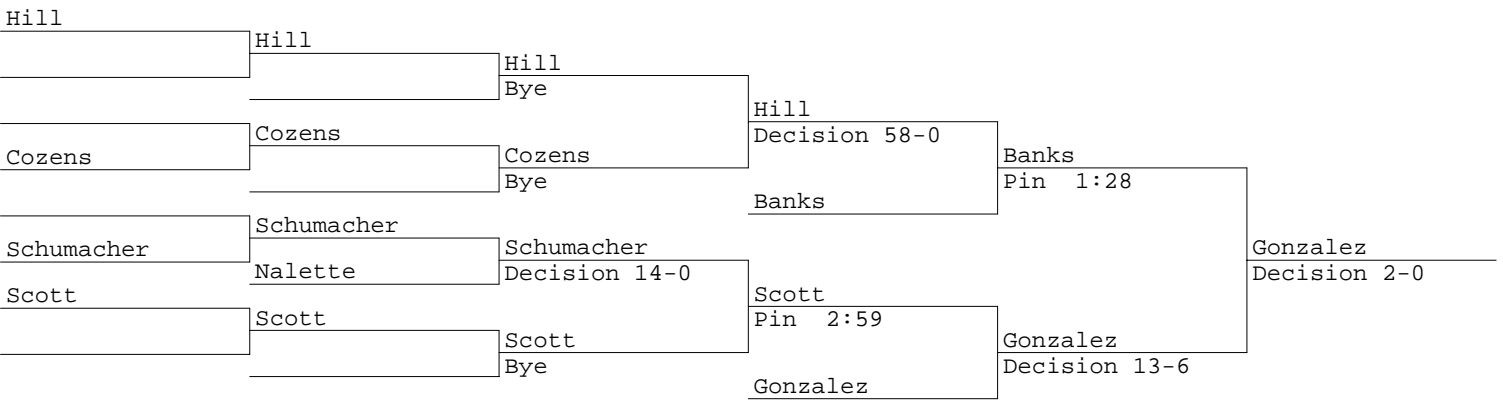 Hill
Hill
Hill
Bye
Hill
Cozens
Decision 58-0
Cozens
Cozens
Banks
Bye
Pin 1:28
Banks
Schumacher
Schumacher
Schumacher
Gonzalez
Nalette
Decision 14-0
Decision 2-0
Scott
Scott
Scott
Pin 2:59
Scott
Gonzalez
Bye
Decision 13-6
Gonzalez